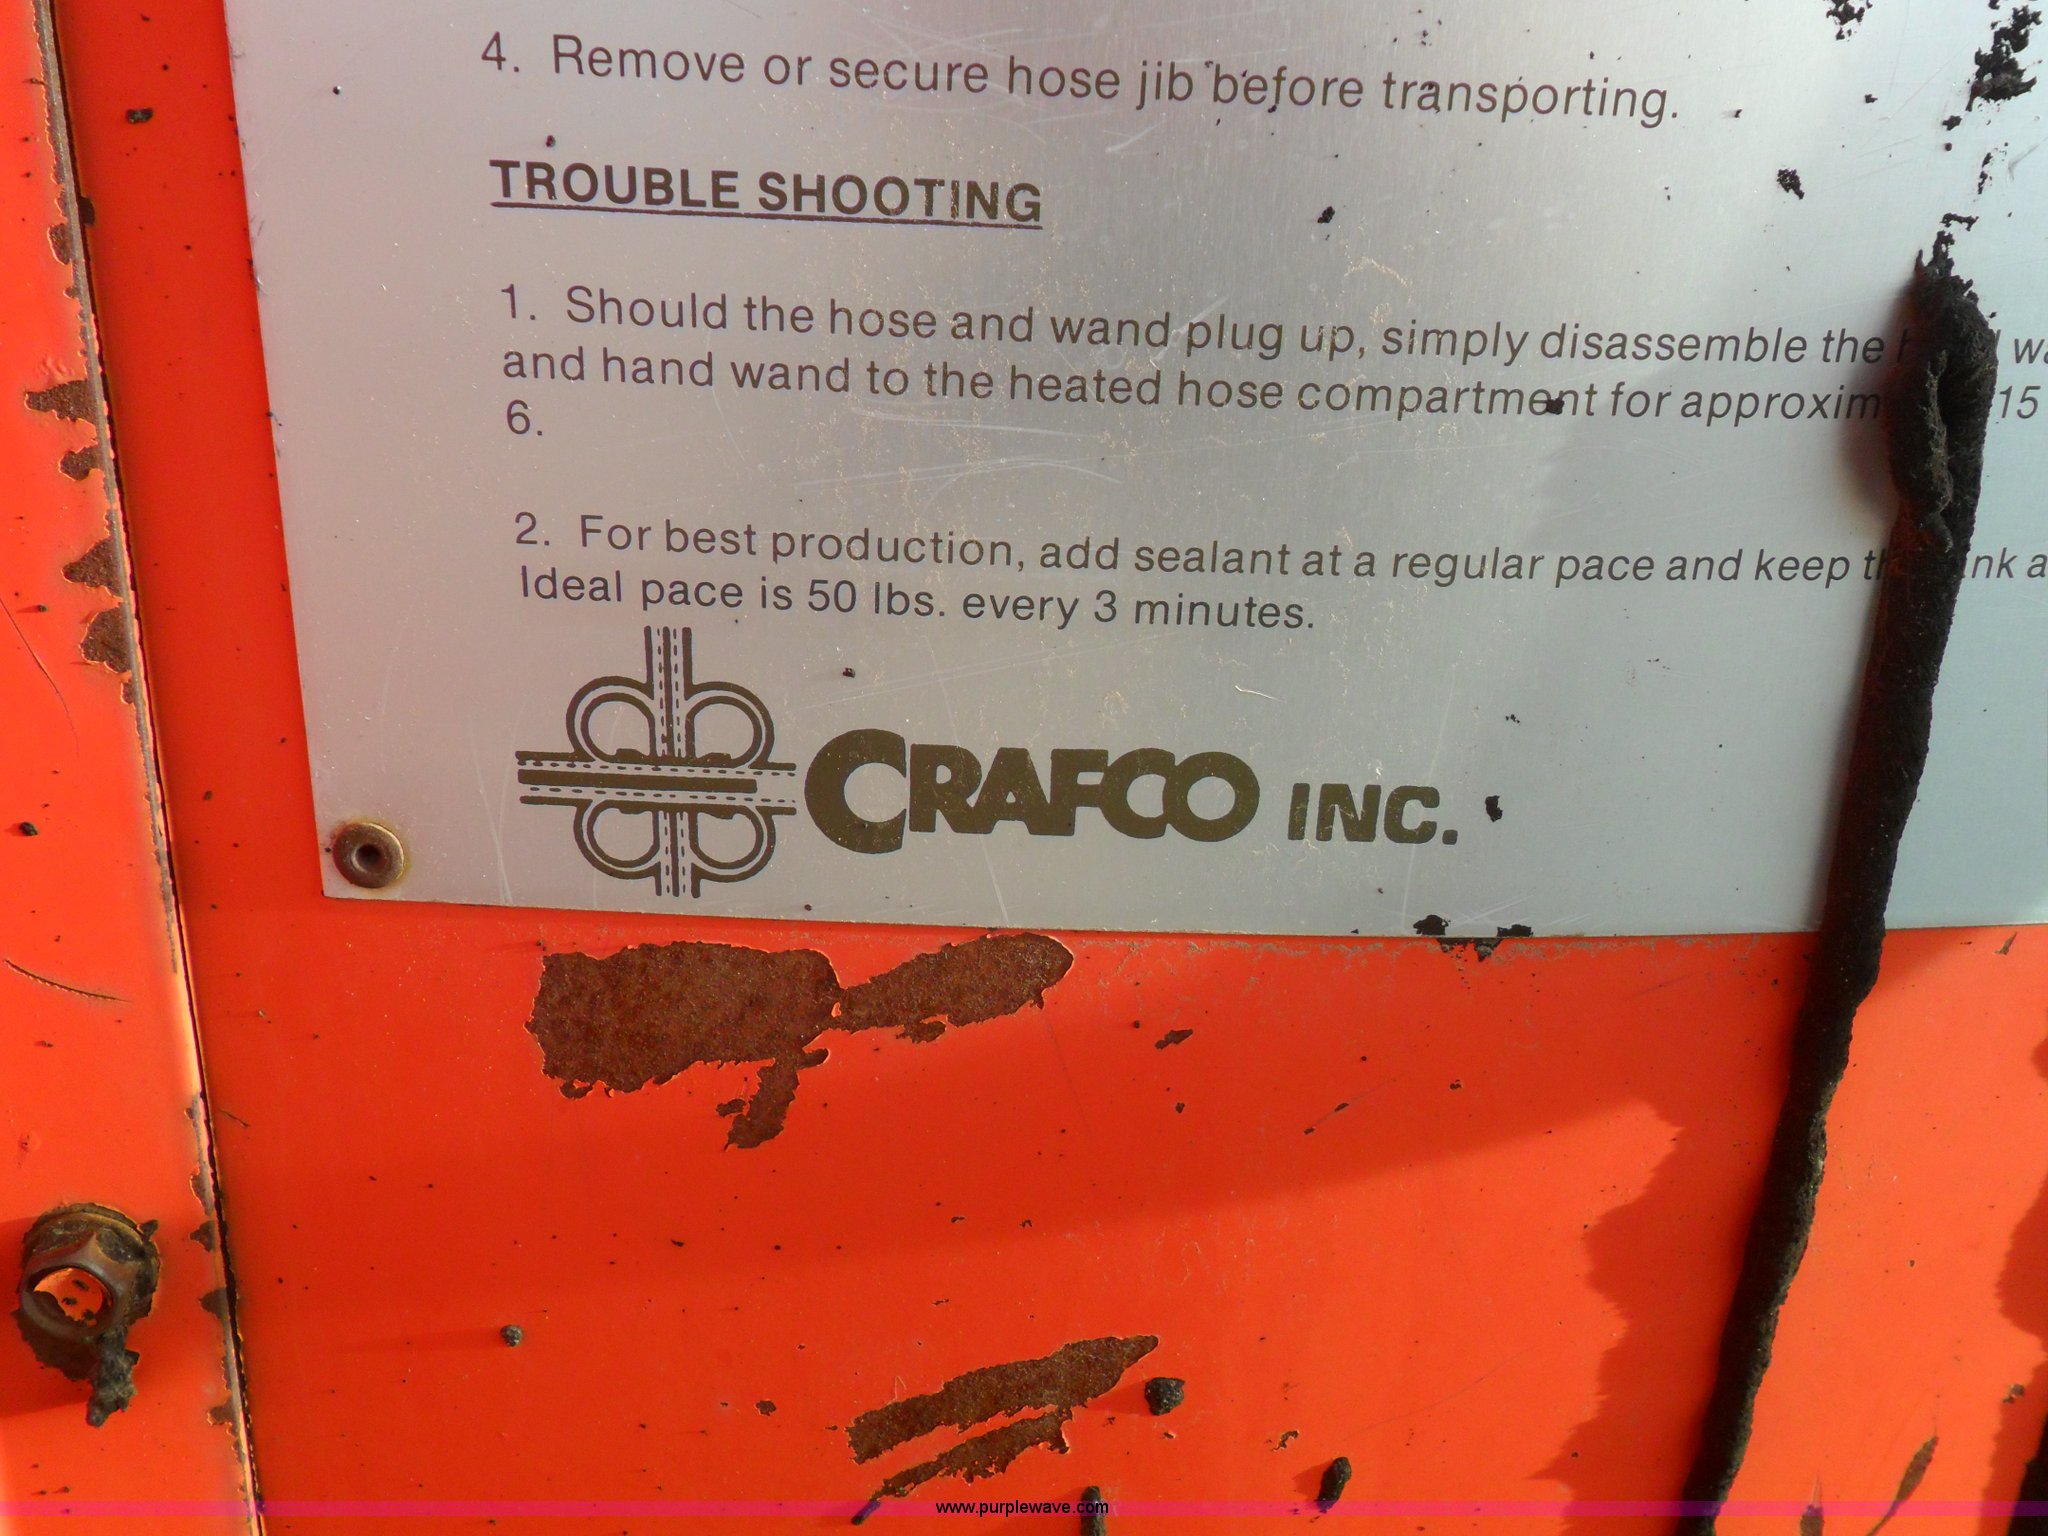 4. Remove or secure hose jib before transporting.
TROUBLE SHOOTING
1. Should the hose and wand plug up, simply disassemble the
and hand wand to the heated hose compartment for 15
6.
2. For best production, add sealant at a regular pace and keep
Ideal pace is 50 lbs. every 3 minutes.
CRAFCO INC.
www.purplewave.com